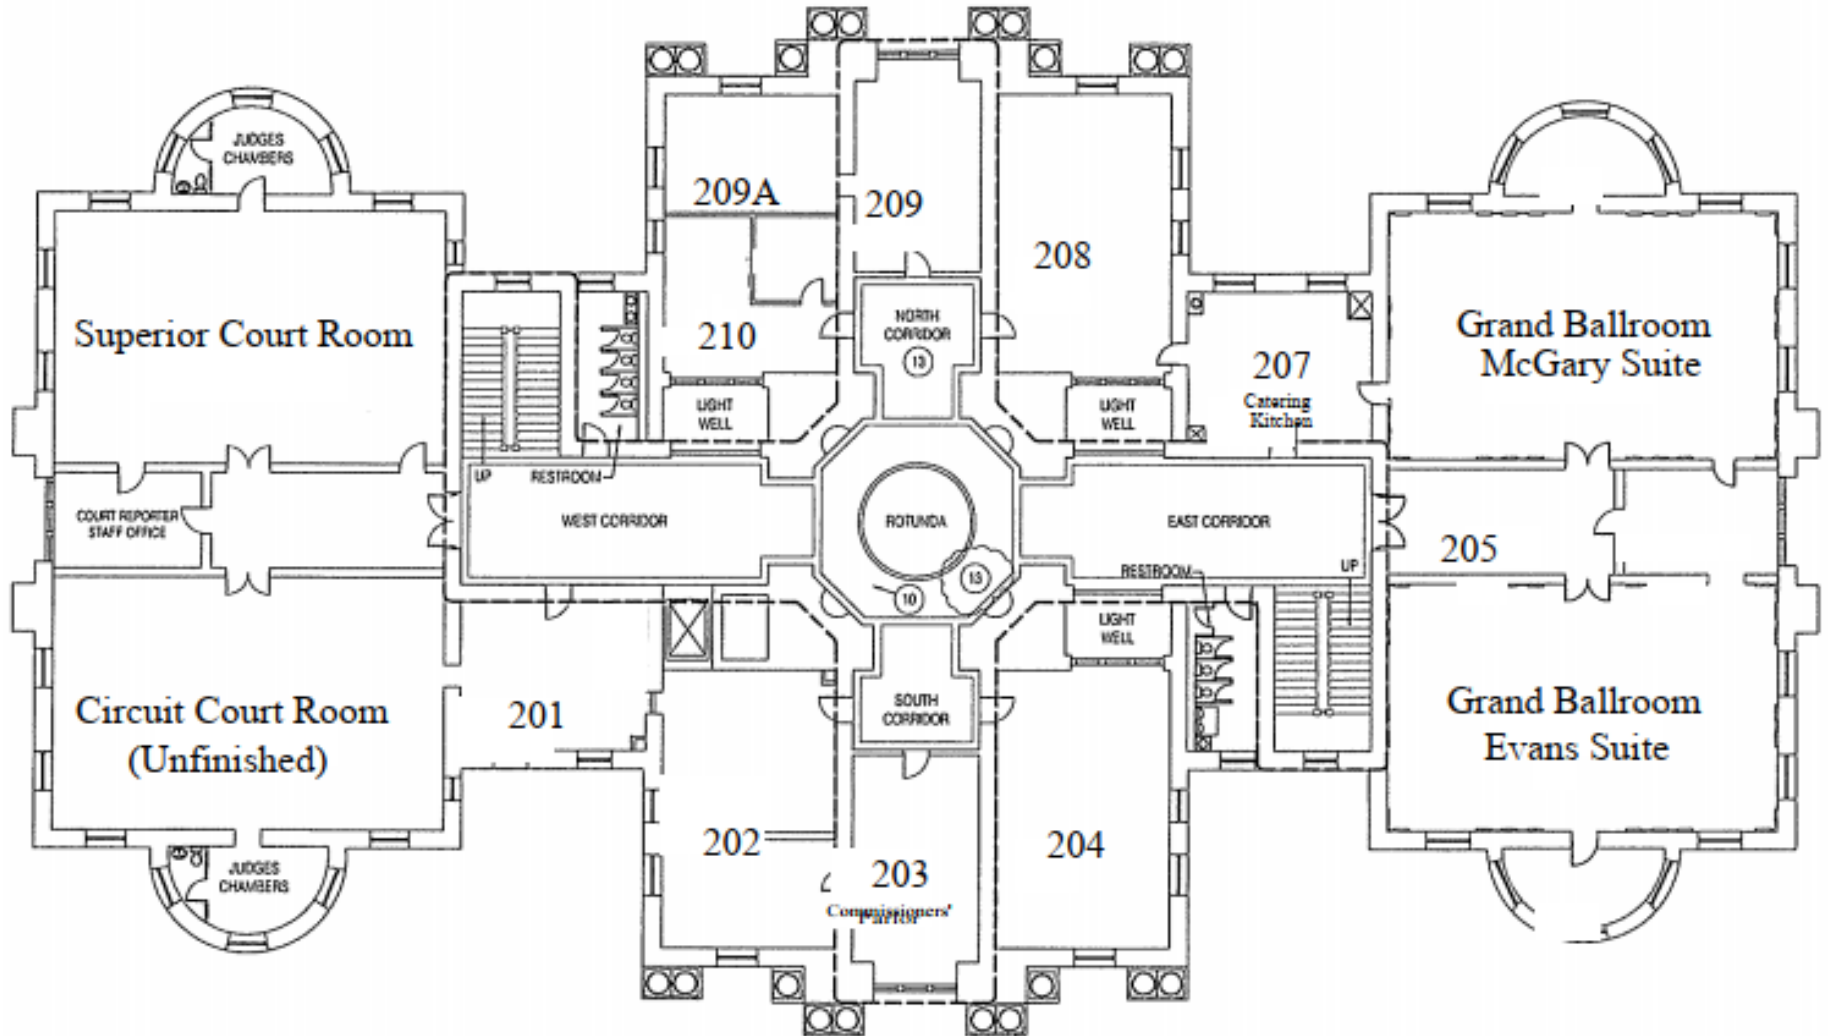 JUDGES
CHAMBERS
209A
209
208
Superior Court Room
210
NORTH
CORRIDOR
13
207
Catering
Kitchen
Grand Ballroom
McGary Suite
LIGHT
WELL
LIGHT
WELL
UP
RESTROOM
COURT REPORTER
STAFF OFFICE
WEST CORRIDOR
ROTUNDA
EAST CORRIDOR
205
RESTROOM
UP
13
10
LIGHT
WELL
Circuit Court Room
(Unfinished)
201
SOUTH
CORRIDOR
Grand Ballroom
Evans Suite
202
203
Commissioners'
Parlor
204
JUDGES
CHAMBERS